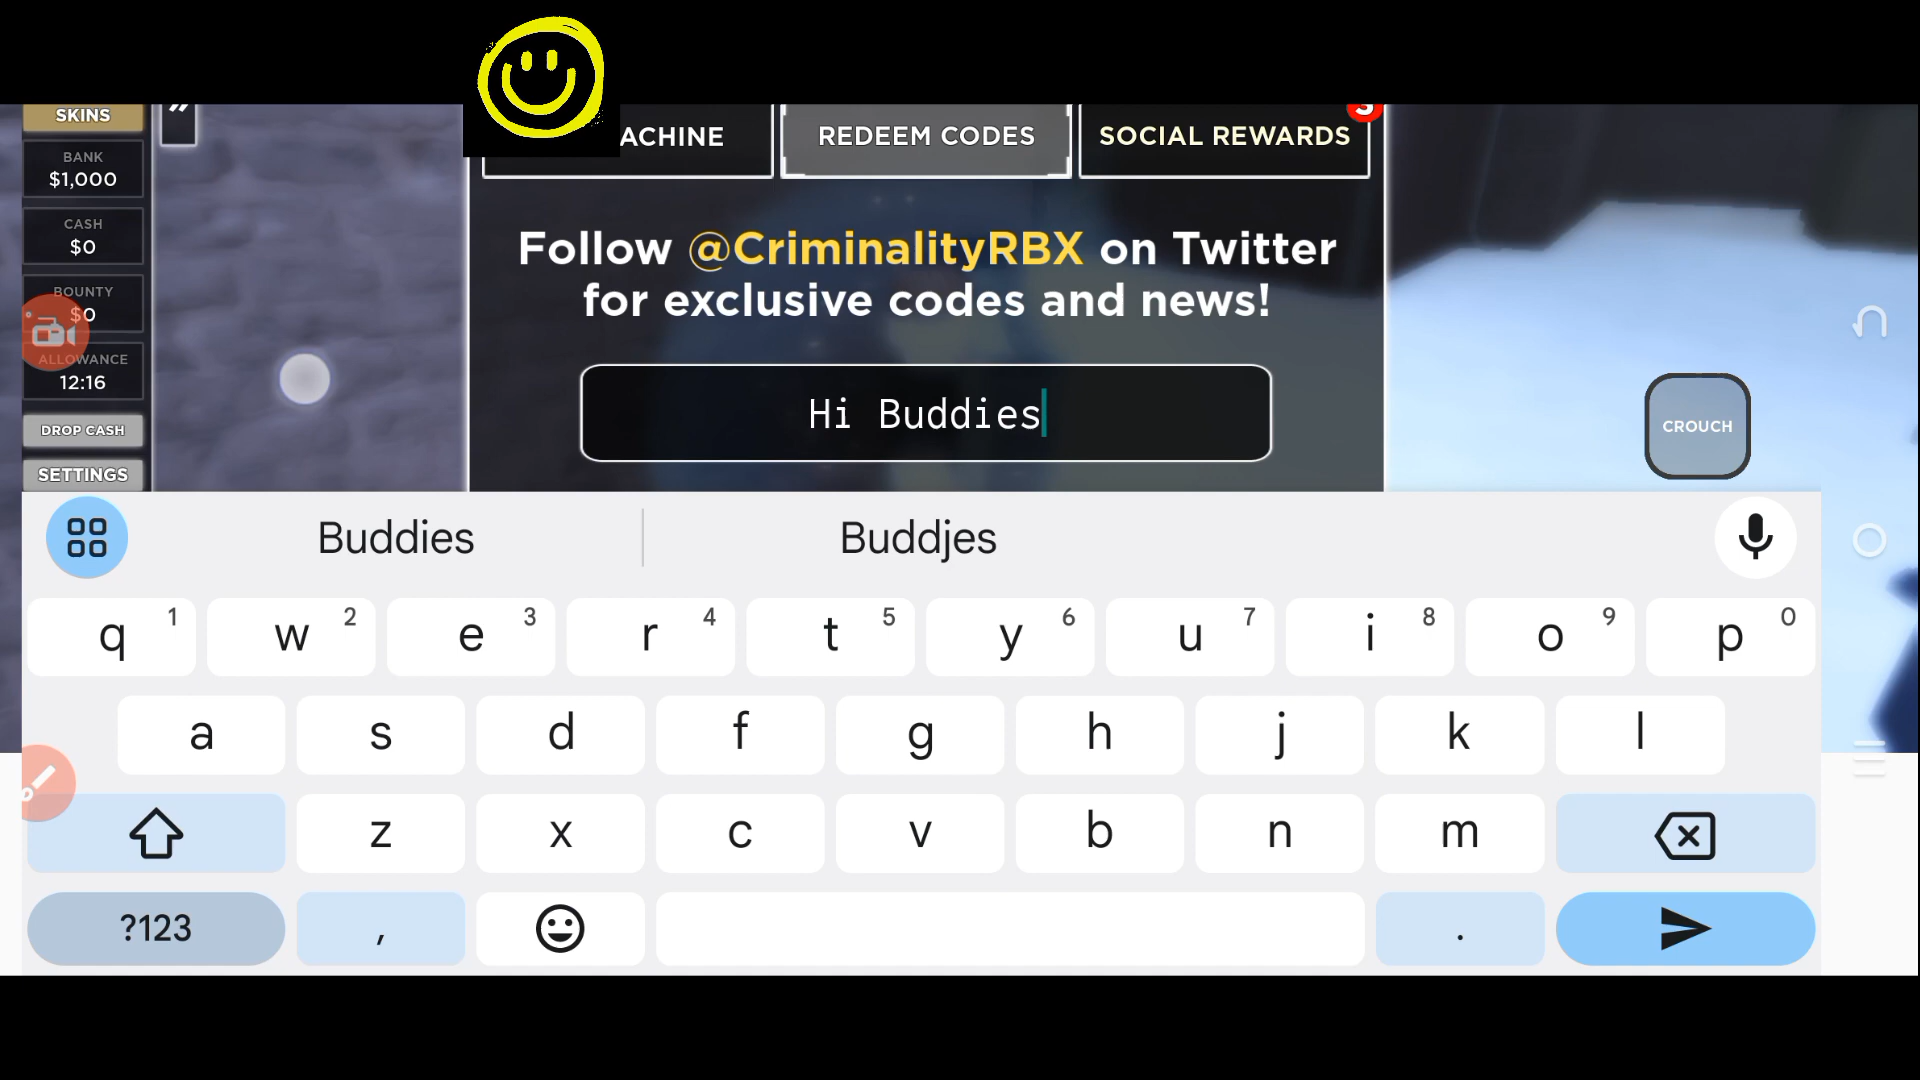 SKINS
BANK
$1,000
CASH
$0
BOUNTY
$0
ALLOWANCE
12:16
DROP CASH
SETTINGS
ACHINE
REDEEM CODES
SOCIAL REWARDS
Follow @CriminalityRBX on Twitter
for exclusive codes and news!
Hi Buddies
CROUCH
Buddies Buddjes
q 1 w 2 e 3 r 4 t 5 y 6 u 7 i 8 o 9 p 0
a s d f g h j k l
z x c v b n m
?123 , .